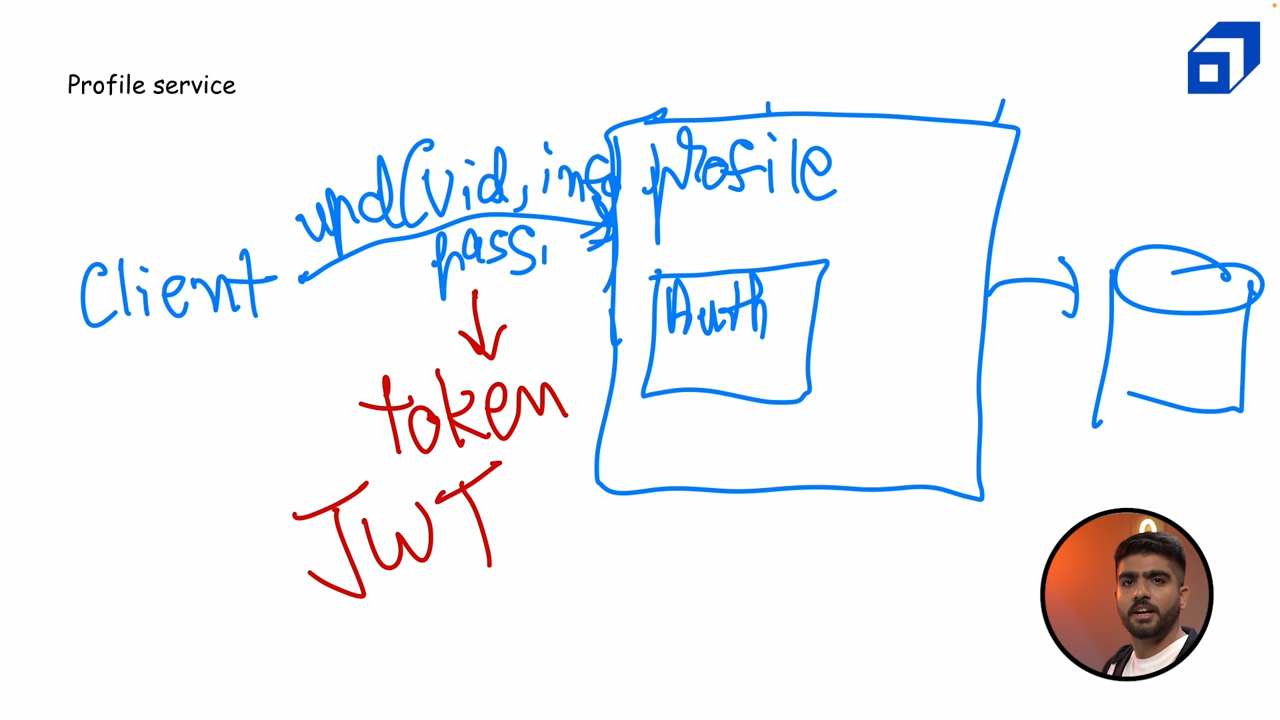 Profile service
upd(uid, info
pass,
Client
profile
Auth
token
JWT